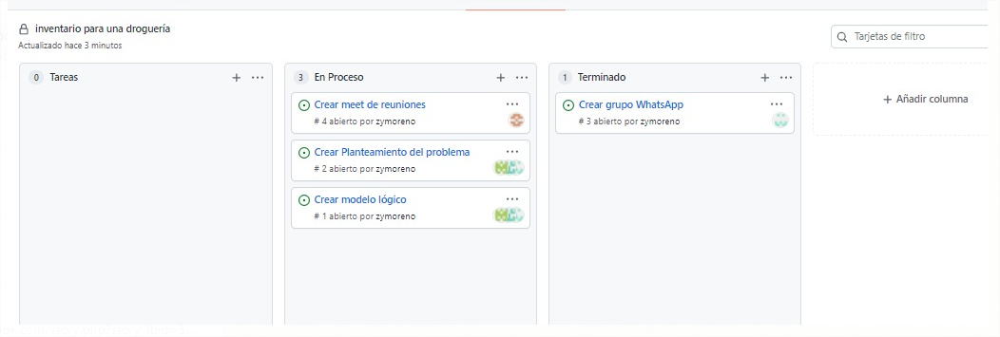 inventario para una droguería
Actualizado hace 3 minutos
Tarjetas de filtro
0 Tareas + ...
3 En Proceso + ...
Crear meet de reuniones ...
# 4 abierto por zymoreno
Crear Planteamiento del problema ...
# 2 abierto por zymoreno
Crear modelo lógico ...
# 1 abierto por zymoreno
1 Terminado + ...
Crear grupo WhatsApp ...
# 3 abierto por zymoreno
+ Añadir columna